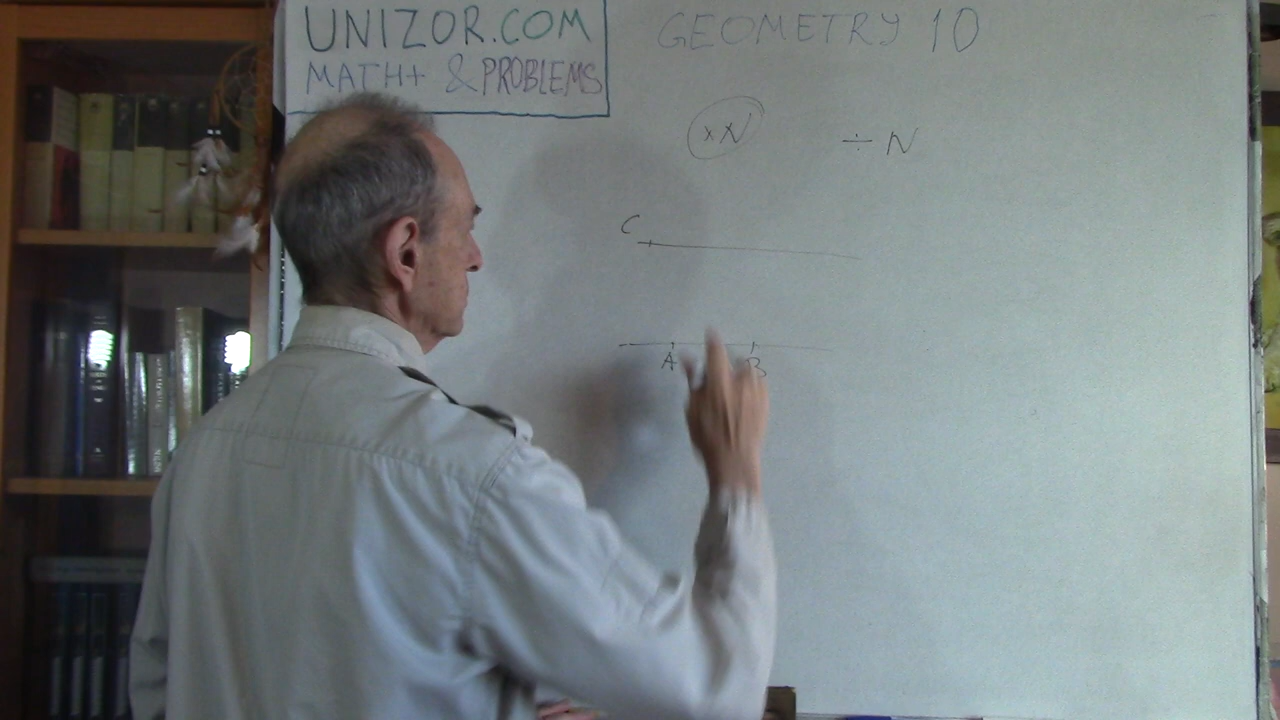 UNIZOR.COM
MATH+ & PROBLEMS
GEOMETRY 10
×N ÷N
C
A B